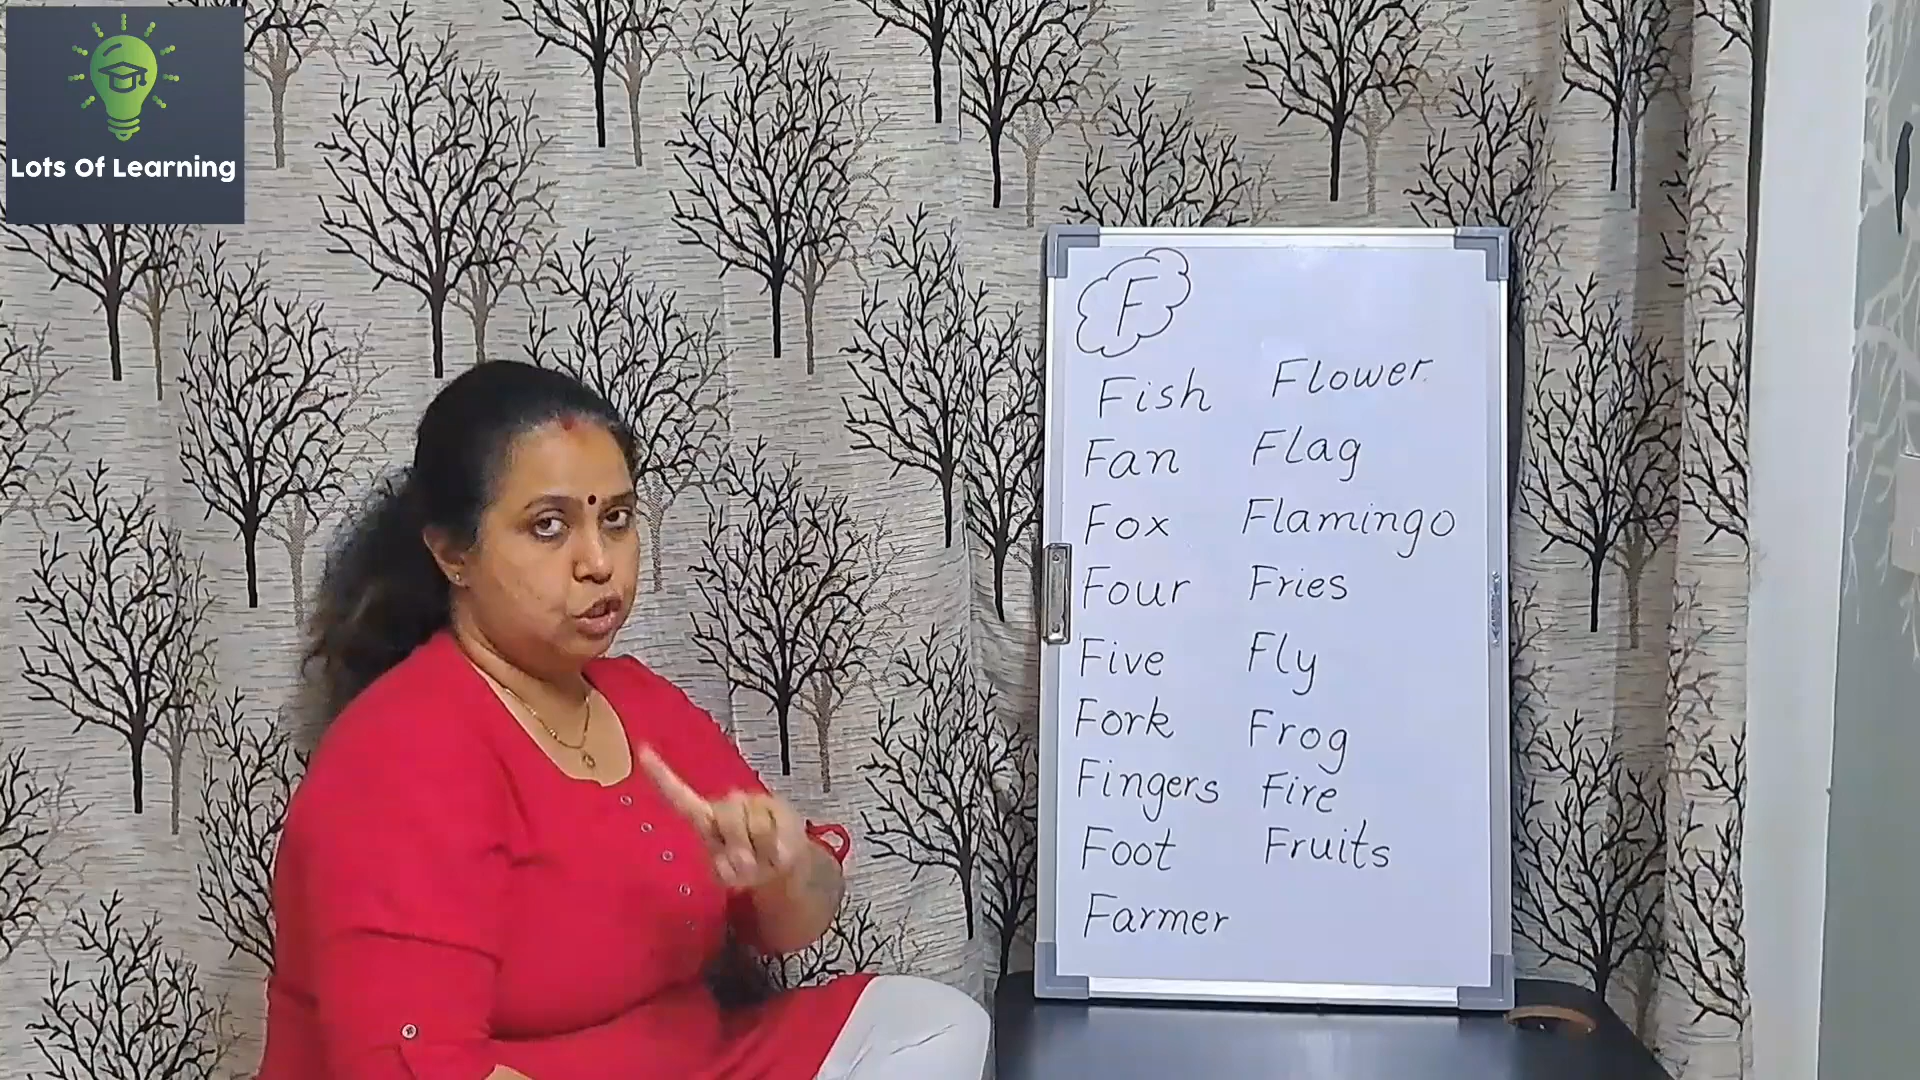 Lots Of Learning
F
Fish
Fan
Fox
Four
Five
Fork
Fingers
Foot
Farmer
Flower
Flag
Flamingo
Fries
Fly
Frog
Fire
Fruits